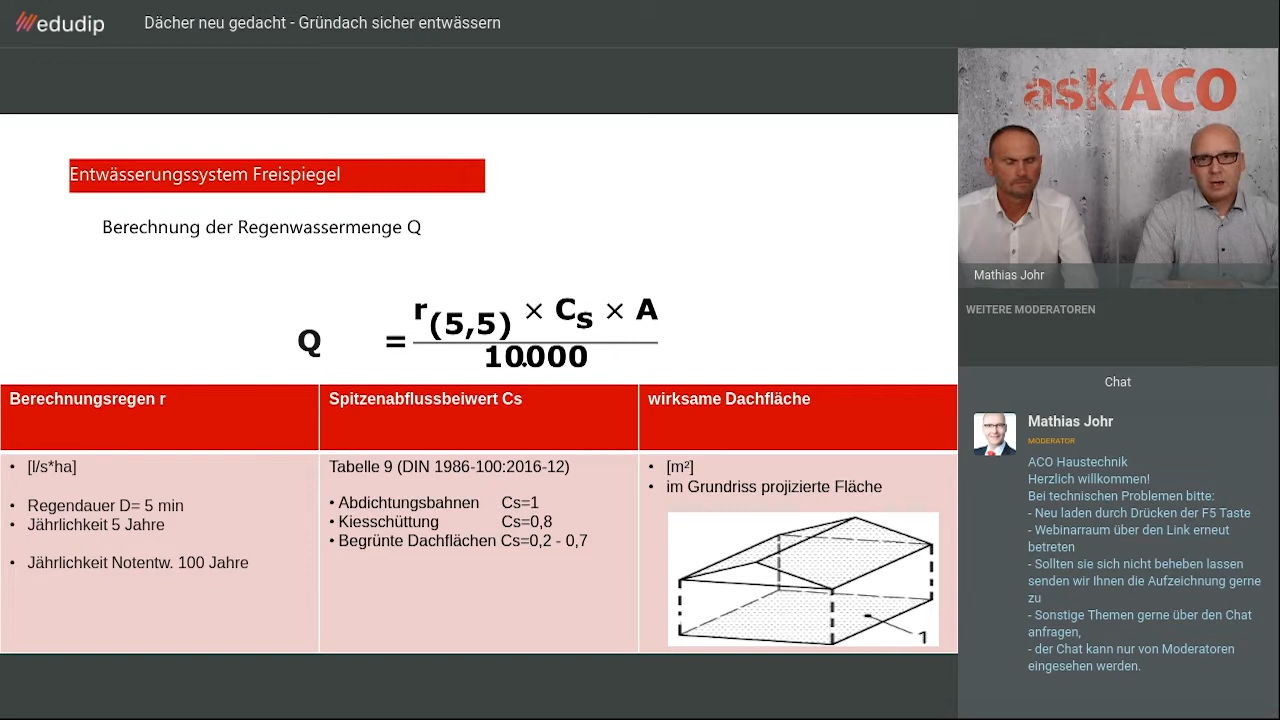 edudip
Dächer neu gedacht - Gründach sicher entwässern
askACO
Mathias Johr
WEITERE MODERATOREN
Entwässerungssystem Freispiegel
Berechnung der Regenwassermenge Q
Q = r(5,5) × Cs × A
10.000
Berechnungsregen r
• [l/s*ha]
• Regendauer D= 5 min
• Jährlichkeit 5 Jahre
• Jährlichkeit Notentw. 100 Jahre
Spitzenabflussbeiwert Cs
Tabelle 9 (DIN 1986-100:2016-12)
• Abdichtungsbahnen Cs=1
• Kiesschüttung Cs=0,8
• Begrünte Dachflächen Cs=0,2 - 0,7
wirksame Dachfläche
• [m²]
• im Grundriss projizierte Fläche
1
Chat
Mathias Johr
MODERATOR
ACO Haustechnik
Herzlich willkommen!
Bei technischen Problemen bitte:
- Neu laden durch Drücken der F5 Taste
- Webinarraum über den Link erneut
betreten
- Sollten sie sich nicht beheben lassen
senden wir Ihnen die Aufzeichnung gerne
zu
- Sonstige Themen gerne über den Chat
anfragen,
- der Chat kann nur von Moderatoren
eingesehen werden.